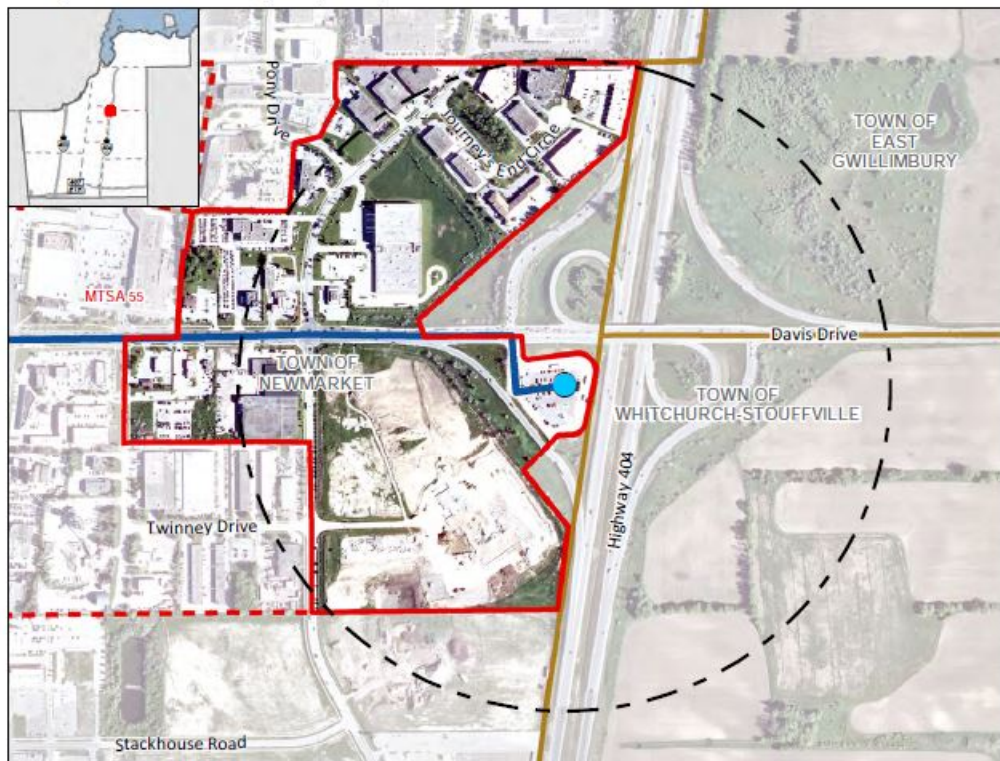 Pony Drive
Journey's End Circle
TOWN OF
EAST
GWILLIMBURY
MTSA 55
Davis Drive
TOWN OF
NEWMARKET
TOWN OF
WHITCHURCH-STOUFFVILLE
Highway 404
Twinney Drive
Stackhouse Road